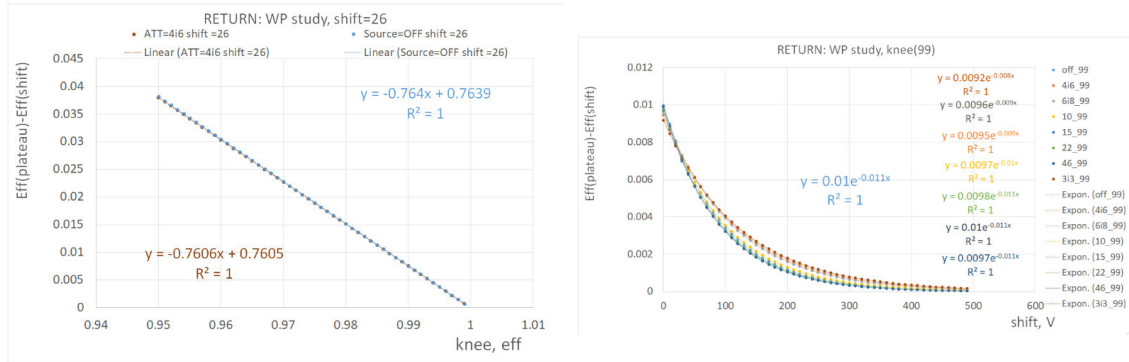 RETURN: WP study, shift=26
ATT=4i6 shift =26
Source=OFF shift =26
Linear (ATT=4i6 shift =26)
Linear (Source=OFF shift =26)
Eff(plateau)-Eff(shift)
0.045
0.04
0.035
0.03
0.025
0.02
0.015
0.01
0.005
0
y = -0.764x + 0.7639
R² = 1
y = -0.7606x + 0.7605
R² = 1
0.94 0.95 0.96 0.97 0.98 0.99 1 1.01
knee, eff
RETURN: WP study, knee(99)
Eff(plateau)-Eff(shift)
0.012
0.01
0.008
0.006
0.004
0.002
0
y = 0.0092e^-0.008x
R² = 1
y = 0.0096e^-0.009x
R² = 1
y = 0.0095e^-0.009x
R² = 1
y = 0.0097e^-0.01x
R² = 1
y = 0.01e^-0.011x
R² = 1
y = 0.0098e^-0.011x
R² = 1
y = 0.01e^-0.011x
R² = 1
y = 0.0097e^-0.011x
R² = 1
0 100 200 300 400 500 600
shift, V
off_99
4i6_99
6i8_99
10_99
15_99
22_99
46_99
3i3_99
Expon. (off_99)
Expon. (4i6_99)
Expon. (6i8_99)
Expon. (10_99)
Expon. (15_99)
Expon. (22_99)
Expon. (46_99)
Expon. (3i3_99)